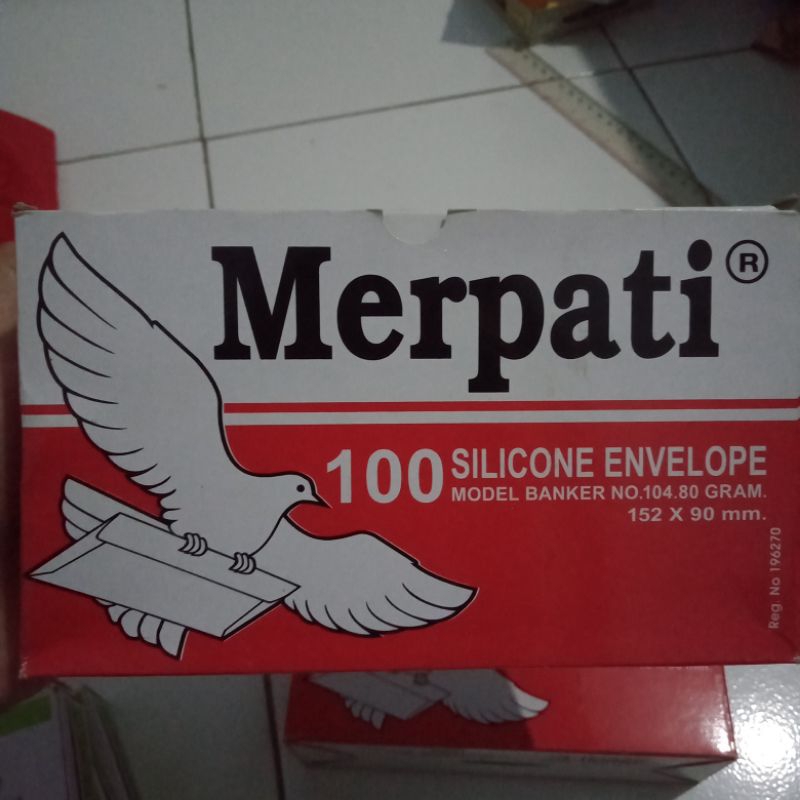 Merpati®
100 SILICONE ENVELOPE
MODEL BANKER NO.104.80 GRAM.
152 X 90 mm.
Reg. No 196270